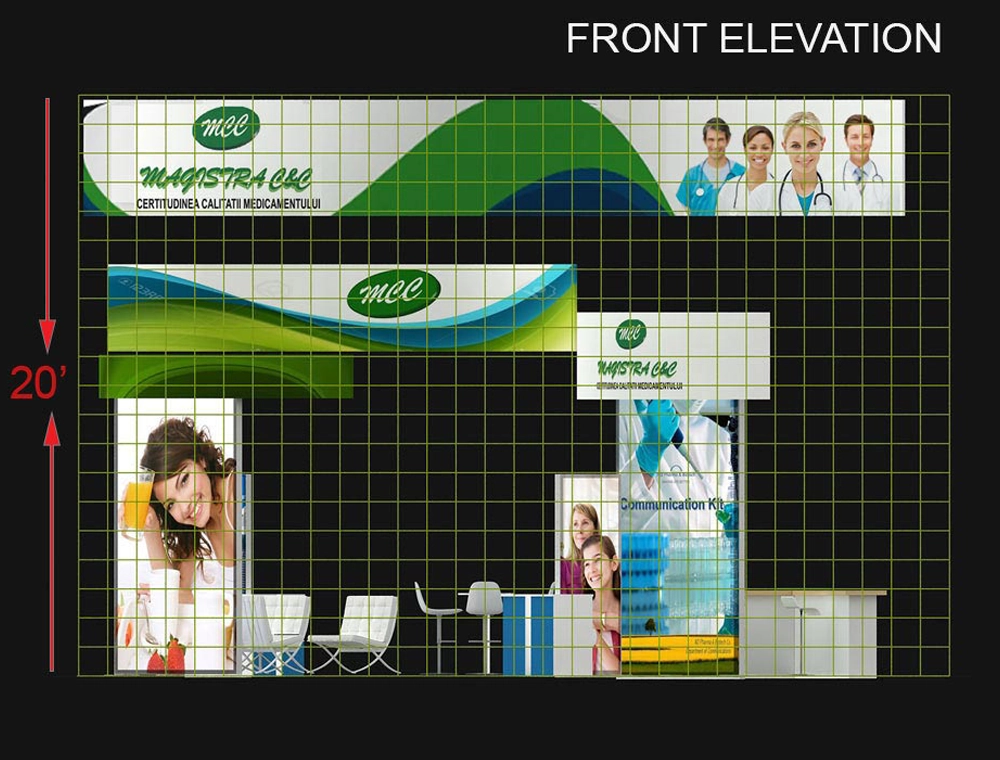 FRONT ELEVATION
MCC
MAGISTRA C&C
CERTITUDINEA CALITATII MEDICAMENTULUI
MCC
MCC
MAGISTRA C&C
CERTITUDINEA CALITATII MEDICAMENTULUI
20’
Communication Kit